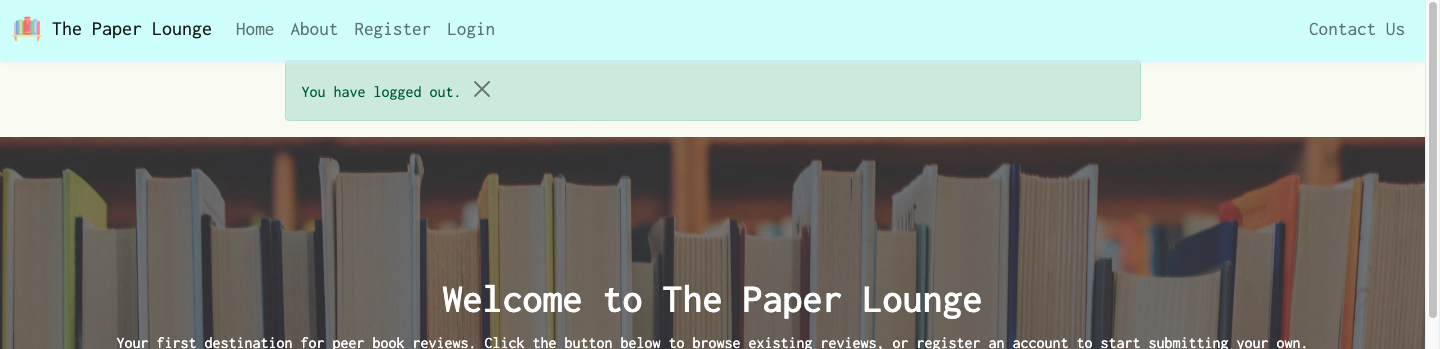 The Paper Lounge Home About Register Login Contact Us
You have logged out.
Welcome to The Paper Lounge
Your first destination for peer book reviews. Click the button below to browse existing reviews, or register an account to start submitting your own.